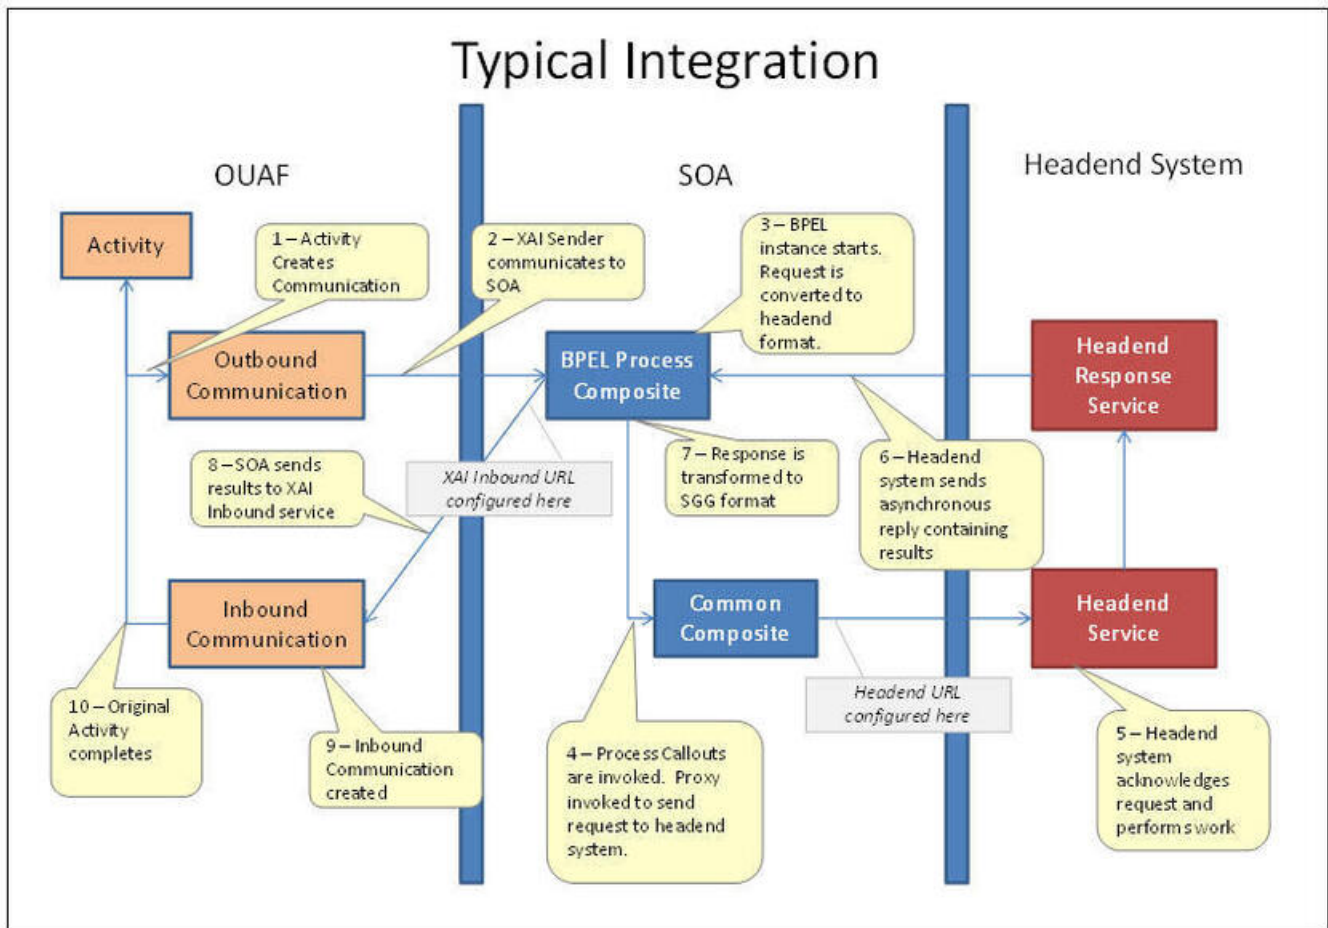 Typical Integration
OUAF
SOA
Headend System
Activity
1 – Activity
Creates
Communication
2 – XAI Sender
communicates to
SOA
3 – BPEL
instance starts.
Request is
converted to
headend
format.
Outbound
Communication
BPEL Process
Composite
Headend
Response
Service
8 – SOA sends
results to XAI
Inbound service
XAI Inbound URL
configured here
7 – Response is
transformed to
SGG format
6 – Headend
system sends
asynchronous
reply containing
results
Inbound
Communication
Common
Composite
Headend
Service
10 – Original
Activity
completes
9 – Inbound
Communication
created
4 – Process Callouts
are invoked.  Proxy
invoked to send
request to headend
system.
Headend URL
configured here
5 – Headend
system
acknowledges
request and
performs work